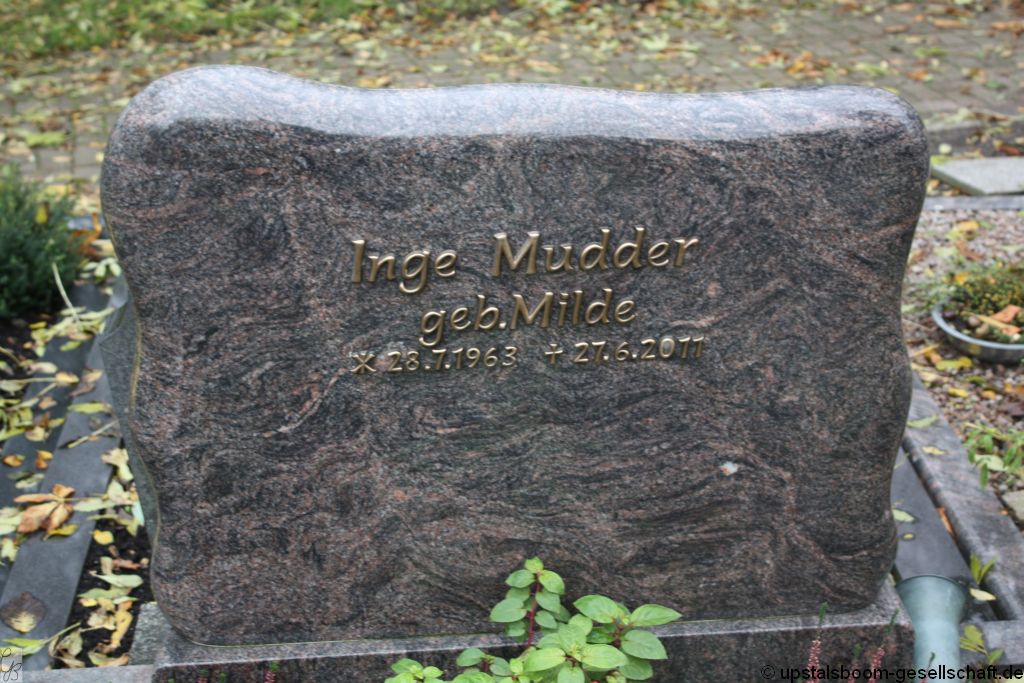 Inge Mudder
geb. Milde
* 28.7.1963 † 27.6.2011
© upstalsboom-gesellschaft.de